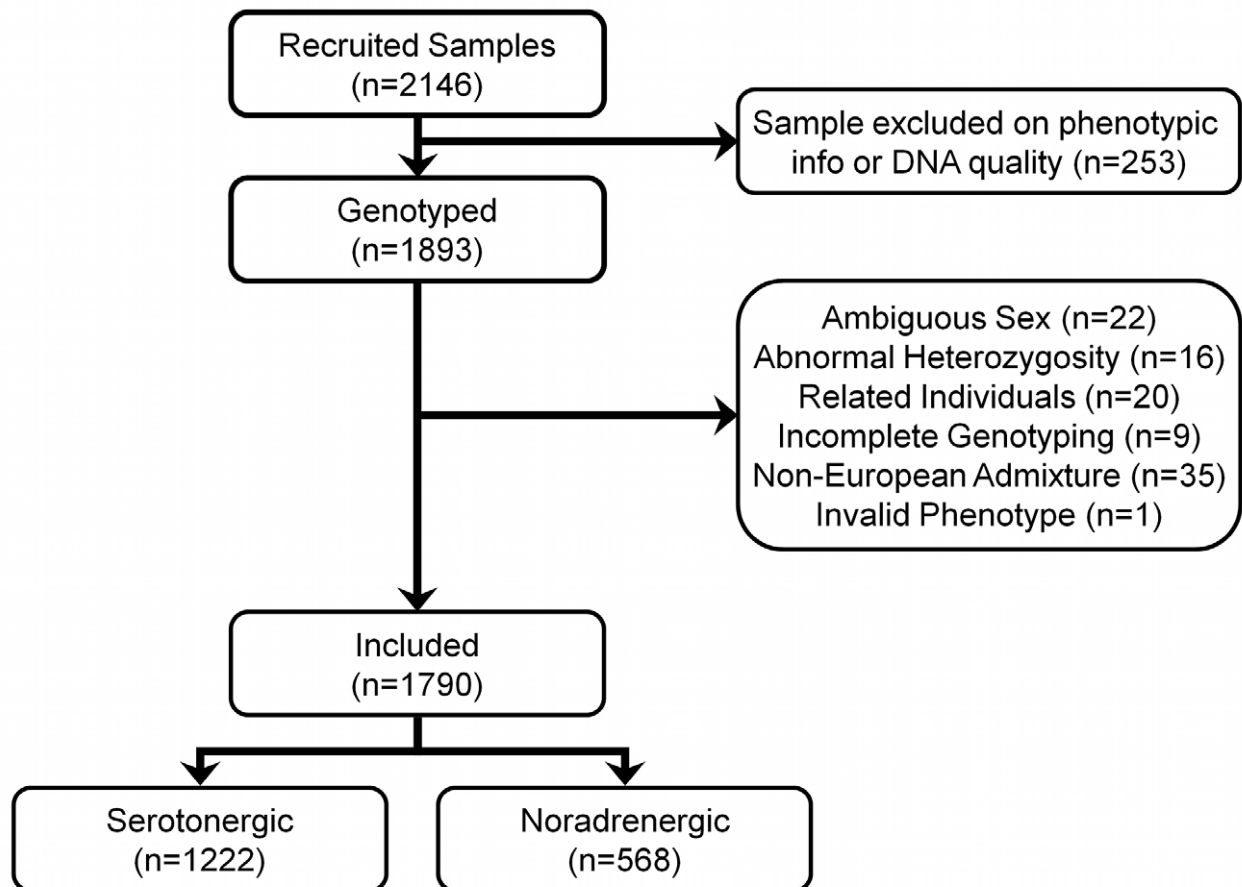 Recruited Samples
(n=2146)
Sample excluded on phenotypic
info or DNA quality (n=253)
Genotyped
(n=1893)
Ambiguous Sex (n=22)
Abnormal Heterozygosity (n=16)
Related Individuals (n=20)
Incomplete Genotyping (n=9)
Non-European Admixture (n=35)
Invalid Phenotype (n=1)
Included
(n=1790)
Serotonergic
(n=1222)
Noradrenergic
(n=568)